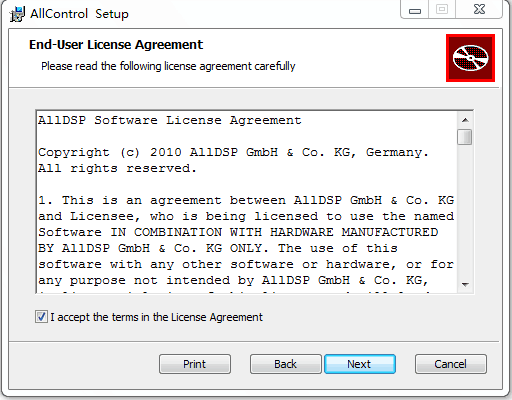 AllControl Setup
End-User License Agreement
Please read the following license agreement carefully
AllDSP Software License Agreement
Copyright (c) 2010 AllDSP GmbH & Co. KG, Germany.
All rights reserved.
1. This is an agreement between AllDSP GmbH & Co. KG
and Licensee, who is being licensed to use the named
Software IN COMBINATION WITH HARDWARE MANUFACTURED
BY AllDSP GmbH & Co. KG ONLY. The use of this
software with any other software or hardware, or for
any purpose not intended by AllDSP GmbH & Co. KG,
I accept the terms in the License Agreement
Print
Back
Next
Cancel